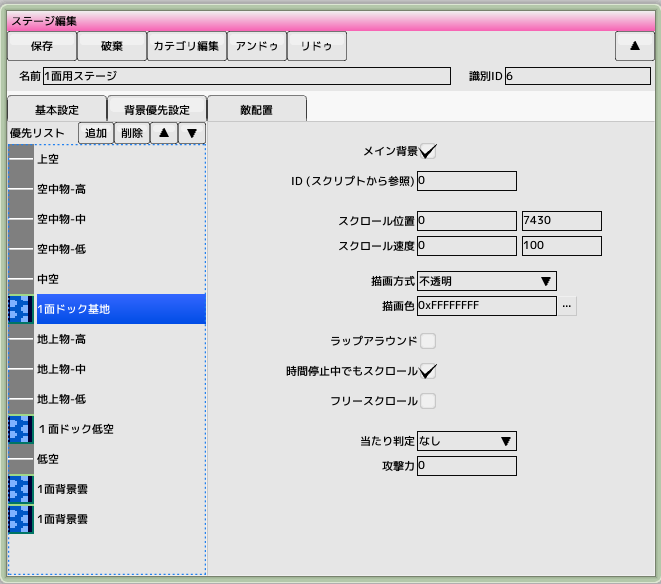 ステージ編集
保存 破棄 カテゴリ編集 アンドゥ リドゥ ▲
名前 1面用ステージ 識別ID 6
基本設定 背景優先設定 敵配置
優先リスト 追加 削除 ▲ ▼
上空
空中物-高
空中物-中
空中物-低
中空
1面ドック基地
地上物-高
地上物-中
地上物-低
１面ドック低空
低空
1面背景雲
1面背景雲
メイン背景
ID (スクリプトから参照) 0
スクロール位置 0 7430
スクロール速度 0 100
描画方式 不透明 ▼
描画色 0xFFFFFFFF ...
ラップアラウンド
時間停止中でもスクロール
フリースクロール
当たり判定 なし ▼
攻撃力 0